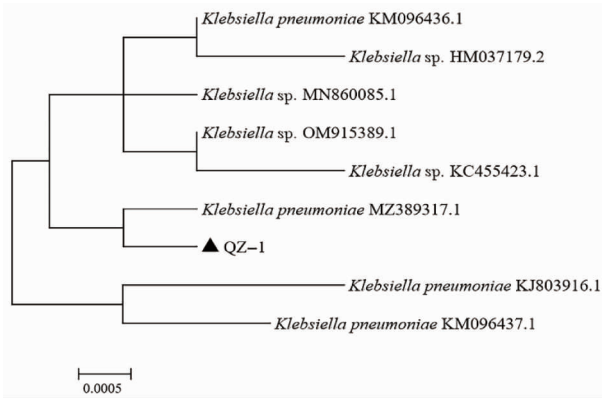 Klebsiella pneumoniae KM096436.1
Klebsiella sp. HM037179.2
Klebsiella sp. MN860085.1
Klebsiella sp. OM915389.1
Klebsiella sp. KC455423.1
Klebsiella pneumoniae MZ389317.1
QZ–1
Klebsiella pneumoniae KJ803916.1
Klebsiella pneumoniae KM096437.1
0.0005